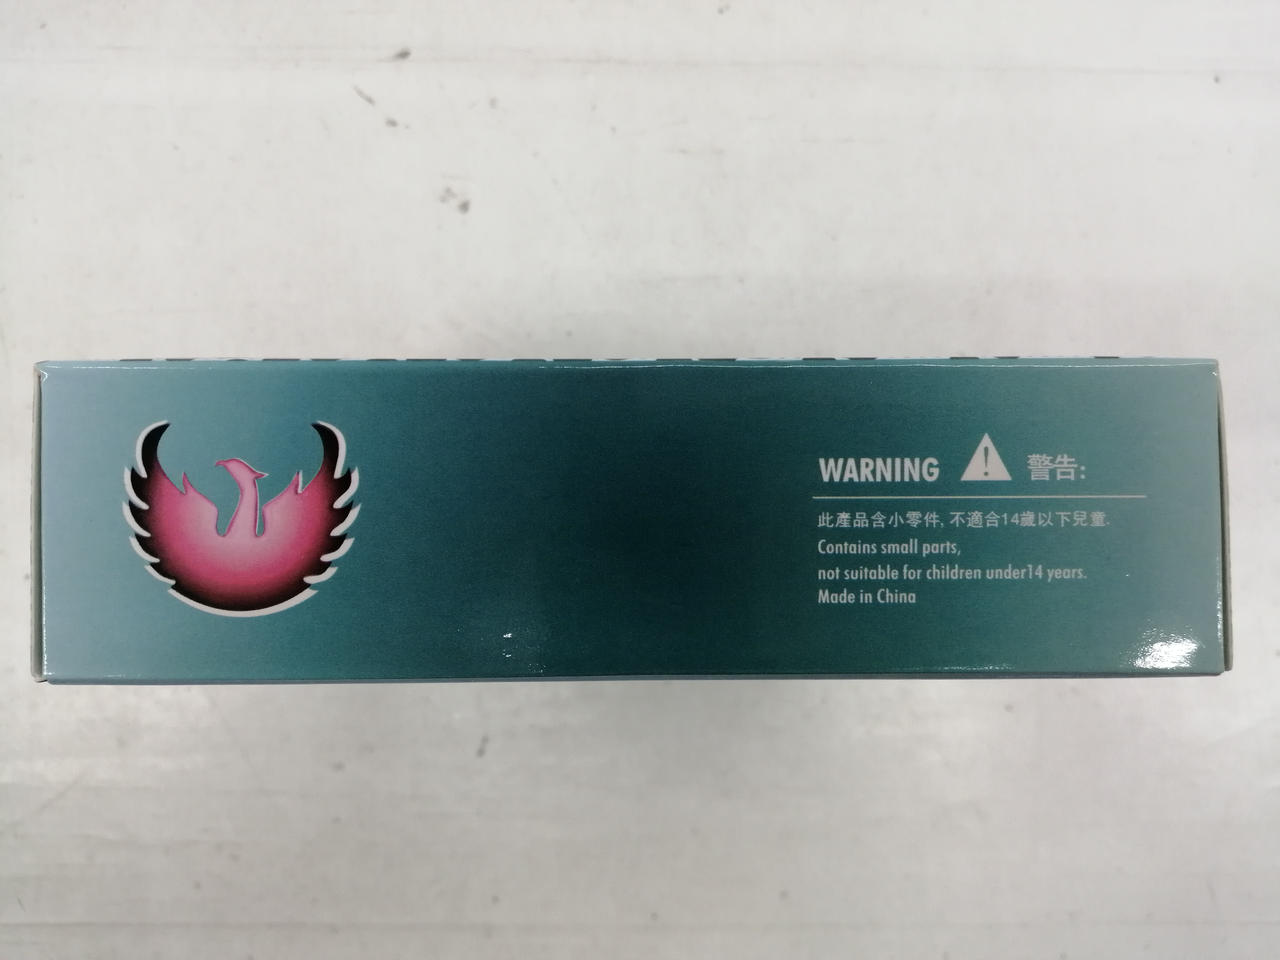 WARNING ! 警告:
此產品含小零件, 不適合14歲以下兒童.
Contains small parts,
not suitable for children under14 years.
Made in China